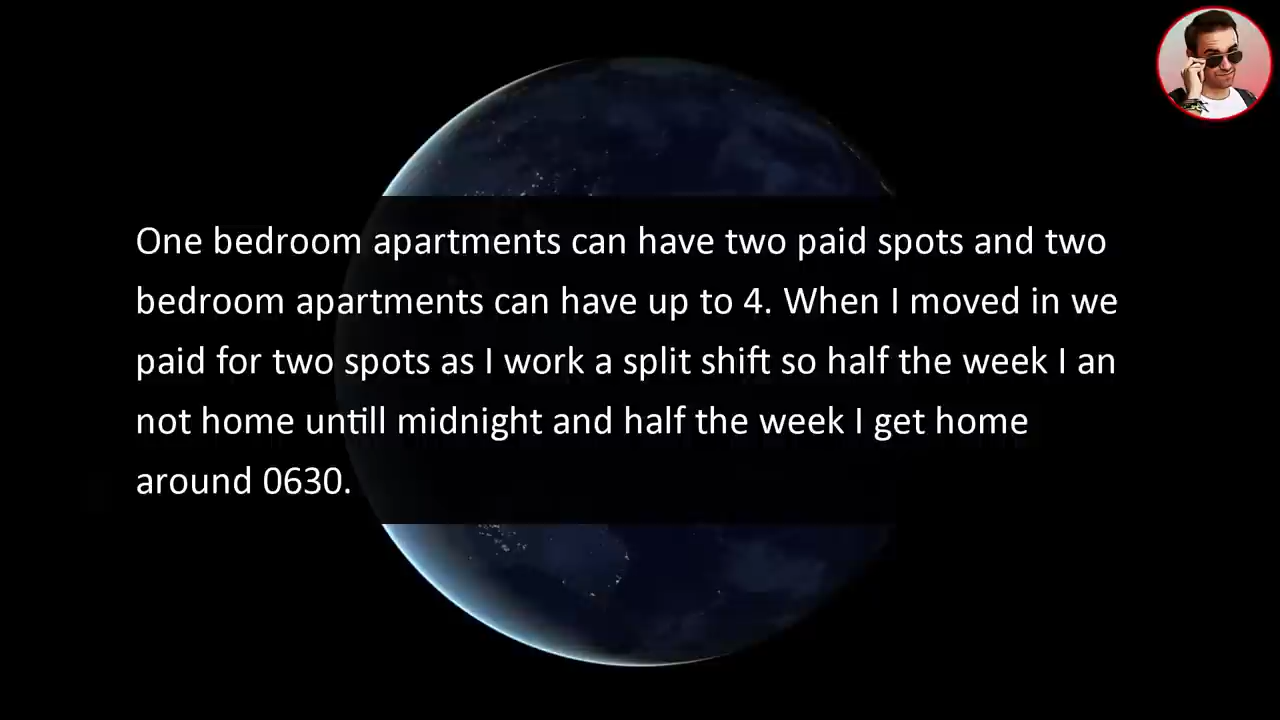 One bedroom apartments can have two paid spots and two
bedroom apartments can have up to 4. When I moved in we
paid for two spots as I work a split shift so half the week I an
not home untill midnight and half the week I get home
around 0630.